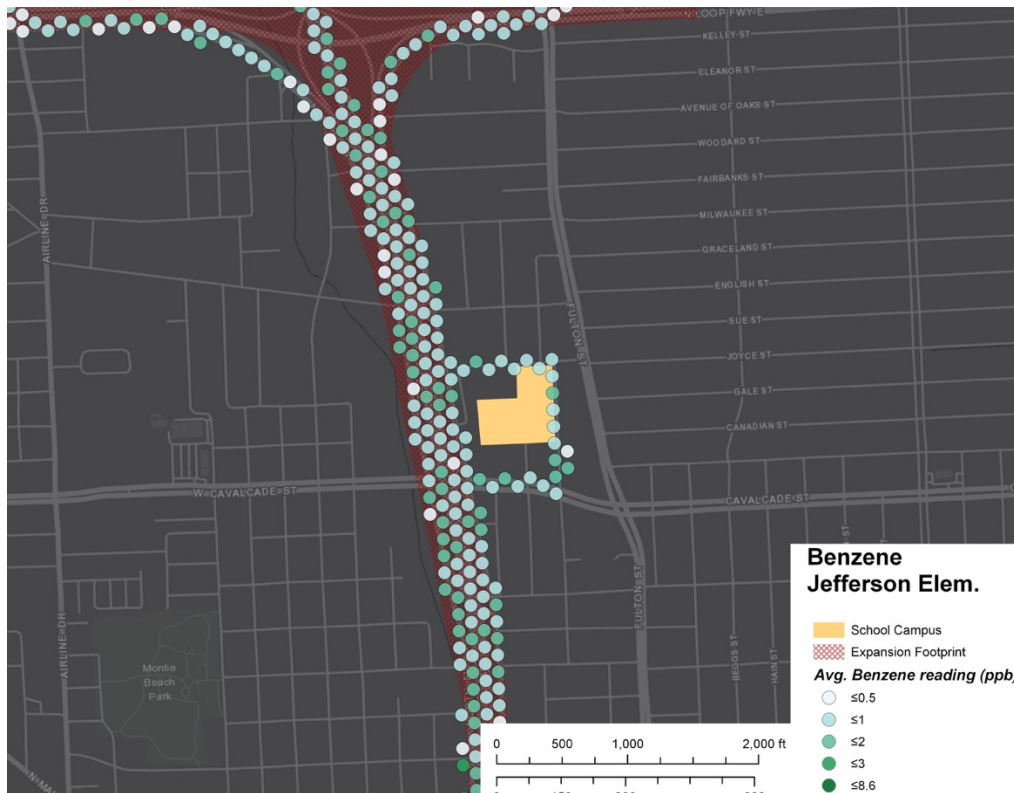 N LOOP FWY E
KELLEY ST
ELEANOR ST
AVENUE OF OAKS ST
WOODARD ST
FAIRBANKS ST
MILWAUKEE ST
GRACELAND ST
ENGLISH ST
SUE ST
JOYCE ST
GALE ST
CANADIAN ST
AIRLINE DR
FULTON ST
W CAVALCADE ST
CAVALCADE ST
AIRLINE DR
FULTON ST
BEGGS ST
HAIN ST
Montie
Beach
Park
Benzene
Jefferson Elem.
School Campus
Expansion Footprint
Avg. Benzene reading (ppb)
≤0.5
≤1
≤2
≤3
≤8.6
0 500 1,000 2,000 ft